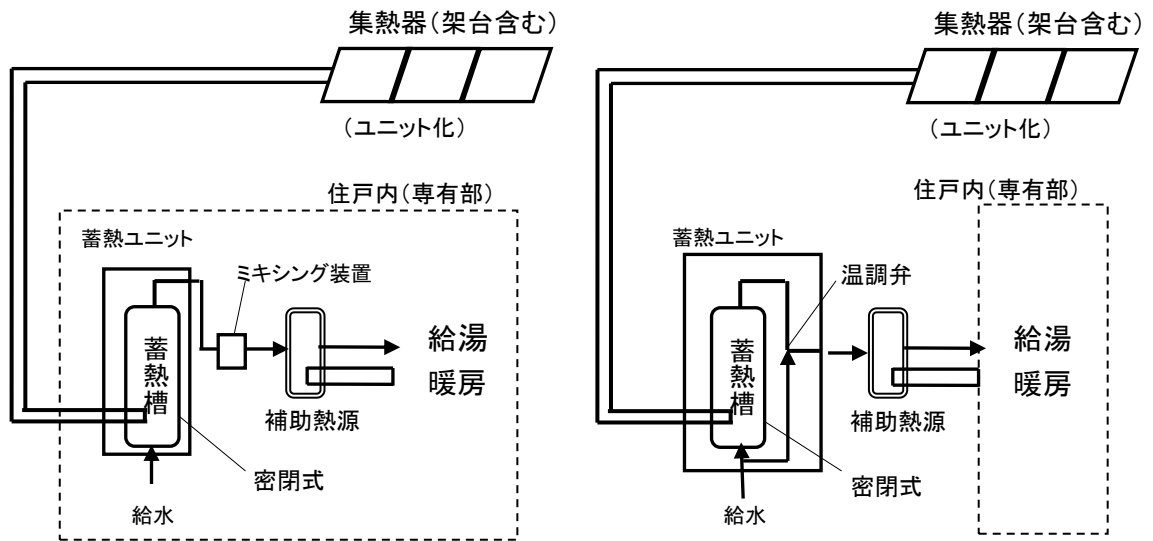 集熱器（架台含む）
（ユニット化）
住戸内（専有部）
蓄熱ユニット
ミキシング装置
蓄熱槽
給湯
暖房
補助熱源
密閉式
給水
集熱器（架台含む）
（ユニット化）
住戸内（専有部）
蓄熱ユニット
温調弁
蓄熱槽
給湯
暖房
補助熱源
密閉式
給水